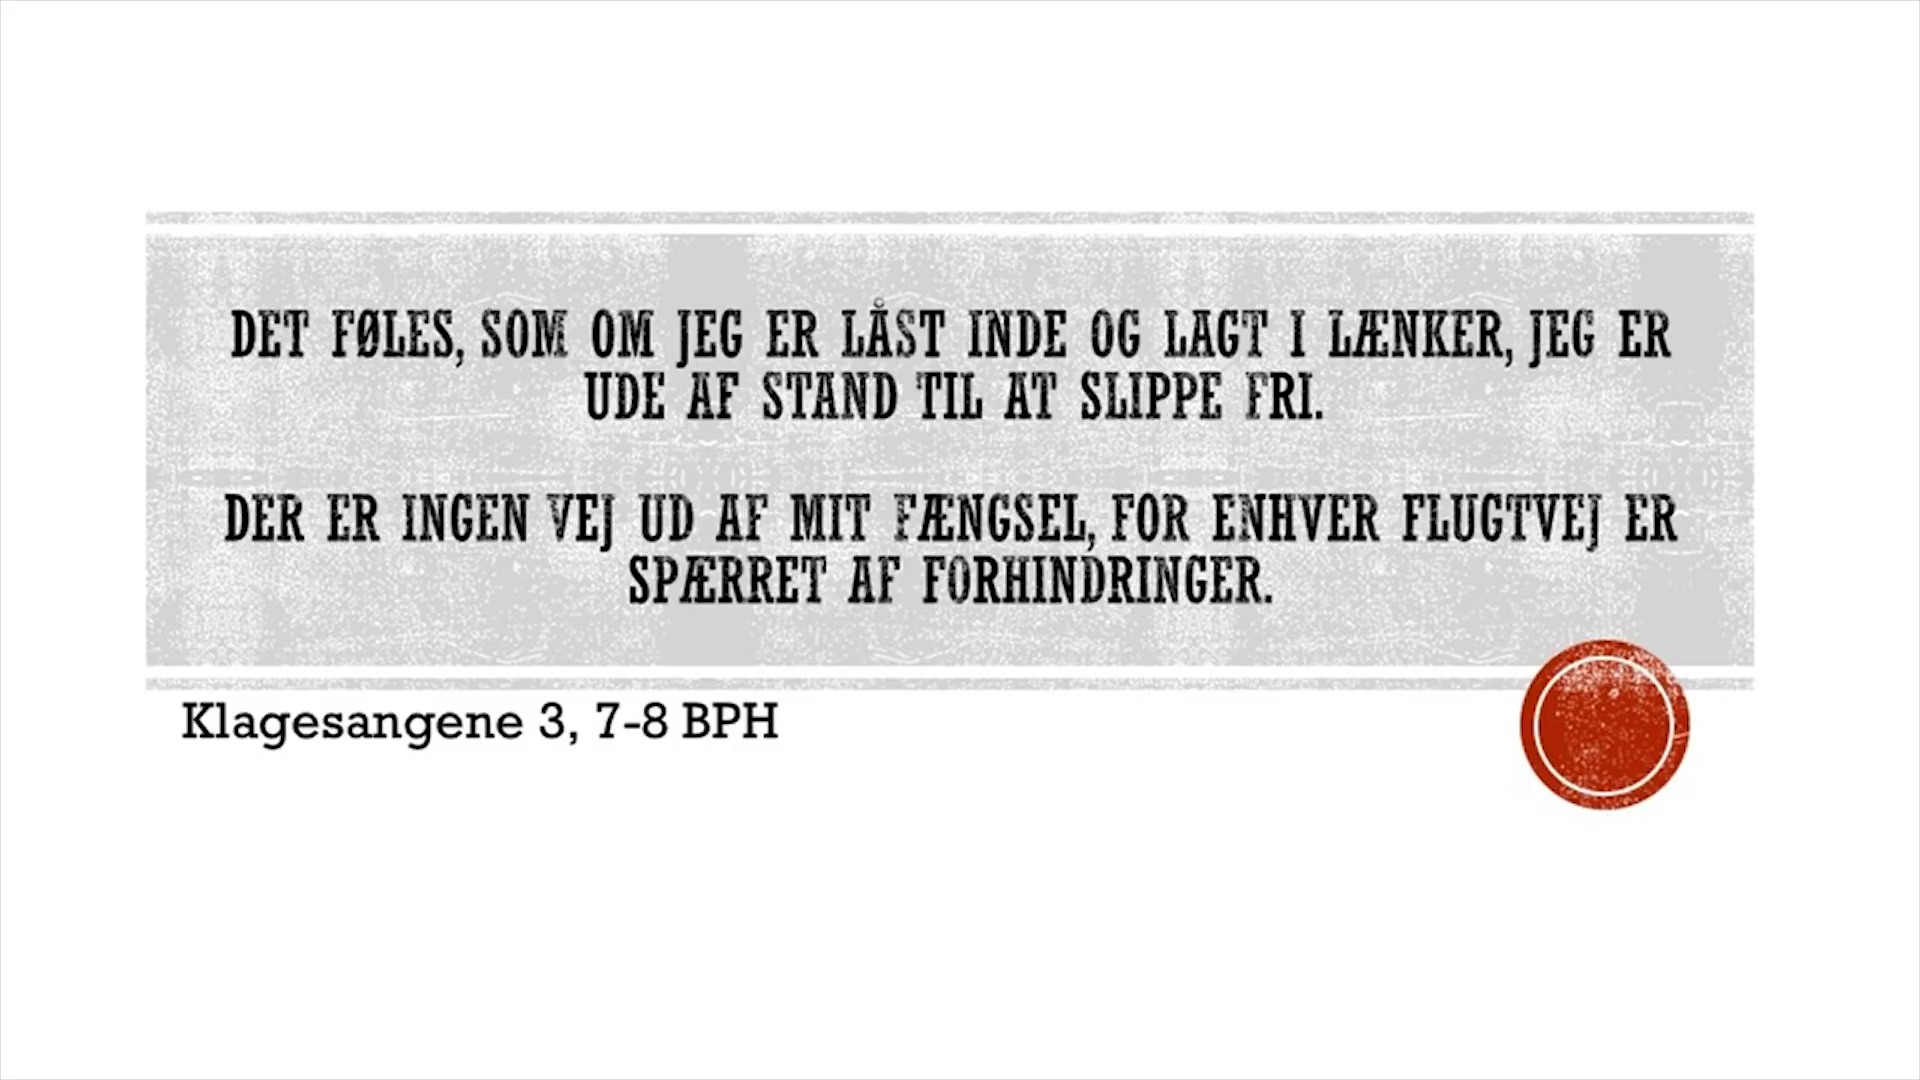 DET FØLES, SOM OM JEG ER LÅST INDE OG LAGT I LÆNKER, JEG ER
UDE AF STAND TIL AT SLIPPE FRI.
DER ER INGEN VEJ UD AF MIT FÆNGSEL, FOR ENHVER FLUGTVEJ ER
SPÆRRET AF FORHINDRINGER.
Klagesangene 3, 7-8 BPH